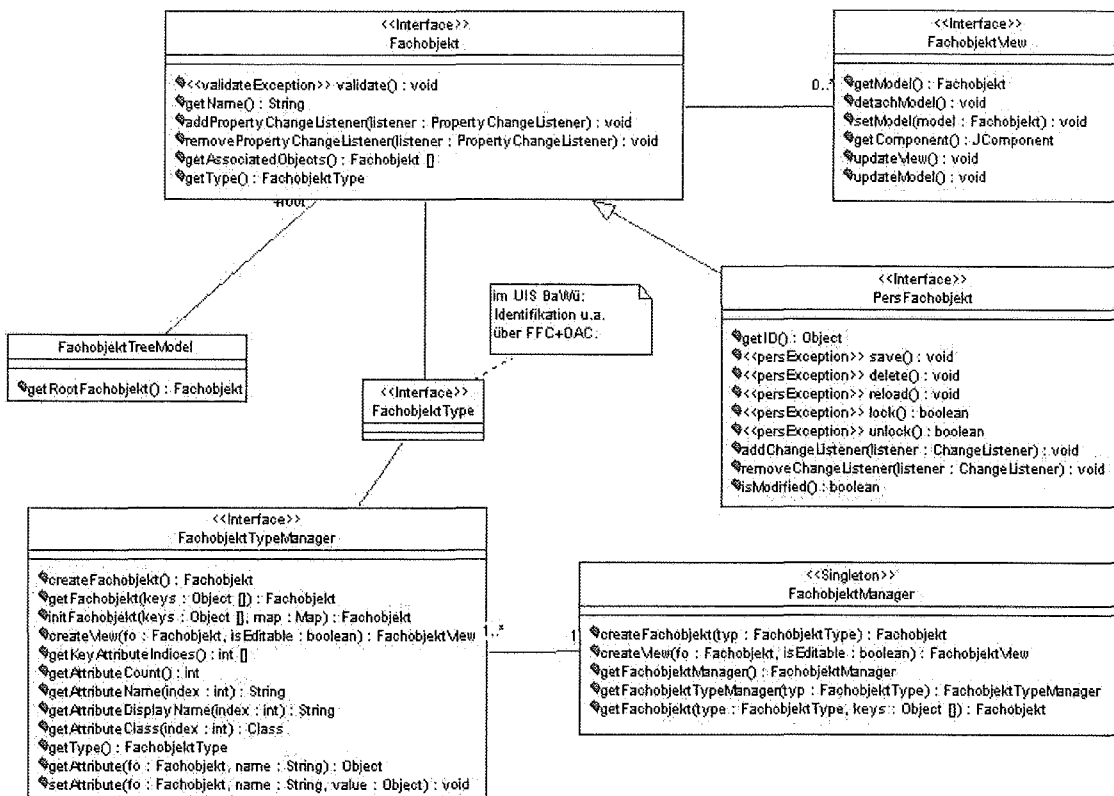 <<Interface>>
Fachobjekt
<<validateException>> validate() : void
getName() : String
addPropertyChangeListener(listener : PropertyChangeListener) : void
removePropertyChangeListener(listener : PropertyChangeListener) : void
getAssociatedObjects() : Fachobjekt []
getType() : FachobjektType
<<Interface>>
FachobjektView
getModel() : Fachobjekt
detachModel() : void
setModel(model : Fachobjekt) : void
getComponent() : JComponent
updateView() : void
updateModel() : void
0..*
<<Interface>>
PersFachobjekt
getID() : Object
<<persException>> save() : void
<<persException>> delete() : void
<<persException>> reload() : void
<<persException>> lock() : boolean
<<persException>> unlock() : boolean
addChangeListener(listener : ChangeListener) : void
removeChangeListener(listener : ChangeListener) : void
isModified() : boolean
im UIS BaWü:
Identifikation u.a.
über FFC+OAC.
FachobjektTreeModel
getRootFachobjekt() : Fachobjekt
<<Interface>>
FachobjektType
<<Interface>>
FachobjektTypeManager
createFachobjekt() : Fachobjekt
getFachobjekt(keys : Object []) : Fachobjekt
initFachobjekt(keys : Object [], map : Map) : Fachobjekt
createView(fo : Fachobjekt, isEditable : boolean) : FachobjektView
getKeyAttributeIndices() : int []
getAttributeCount() : int
getAttributeName(index : int) : String
getAttributeDisplayName(index : int) : String
getAttributeClass(index : int) : Class
getType() : FachobjektType
getAttribute(fo : Fachobjekt, name : String) : Object
setAttribute(fo : Fachobjekt, name : String, value : Object) : void
1..*
1
<<Singleton>>
FachobjektManager
createFachobjekt(typ : FachobjektType) : Fachobjekt
createView(fo : Fachobjekt, isEditable : boolean) : FachobjektView
getFachobjektManager() : FachobjektManager
getFachobjektTypeManager(typ : FachobjektType) : FachobjektTypeManager
getFachobjekt(type : FachobjektType, keys : Object []) : Fachobjekt